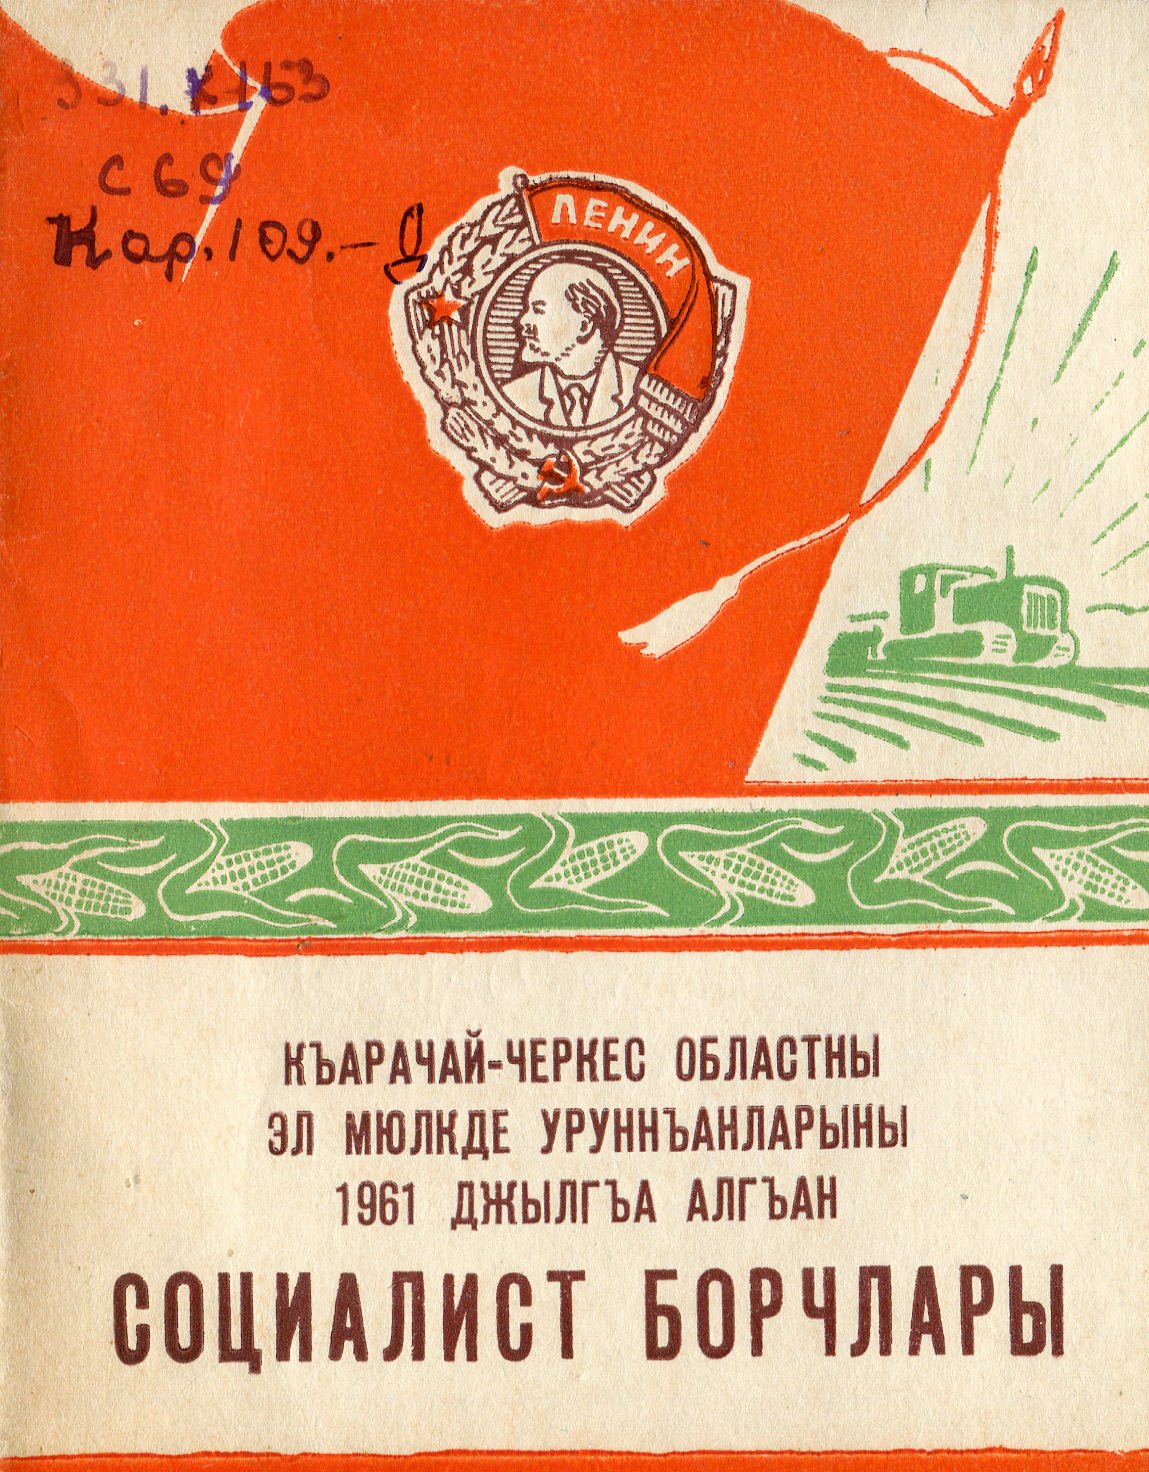 331.К163
С69
Кар.109.-Д
ЛЕНИН
КЪАРАЧАЙ-ЧЕРКЕС ОБЛАСТНЫ
ЭЛ МЮЛКДЕ УРУННЪАНЛАРЫНЫ
1961 ДЖЫЛГЪА АЛГЪАН
СОЦИАЛИСТ БОРЧЛАРЫ